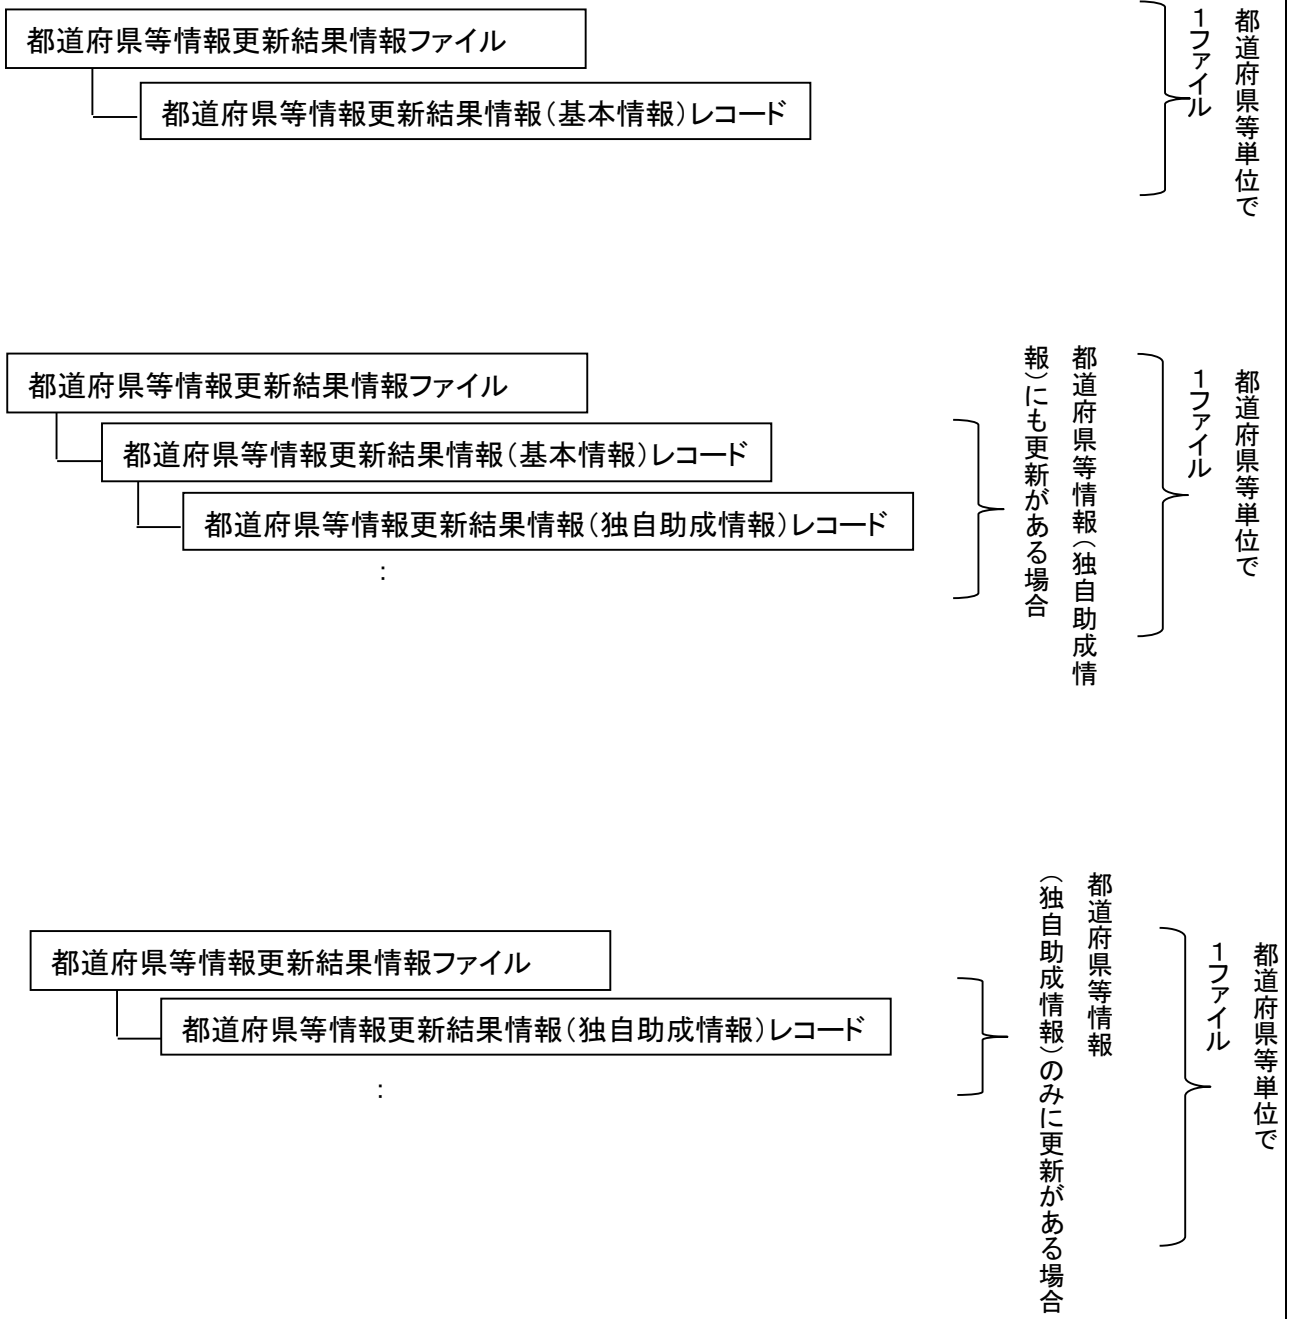 都道府県等情報更新結果情報ファイル
都道府県等情報更新結果情報（基本情報）レコード
都道府県等単位で
１ファイル
都道府県等情報更新結果情報ファイル
都道府県等情報更新結果情報（基本情報）レコード
都道府県等情報更新結果情報（独自助成情報）レコード
：
都道府県等情報（独自助成情
報）にも更新がある場合
都道府県等単位で
１ファイル
都道府県等情報更新結果情報ファイル
都道府県等情報更新結果情報（独自助成情報）レコード
：
都道府県等情報
（独自助成情報）のみに更新がある場合
都道府県等単位で
１ファイル